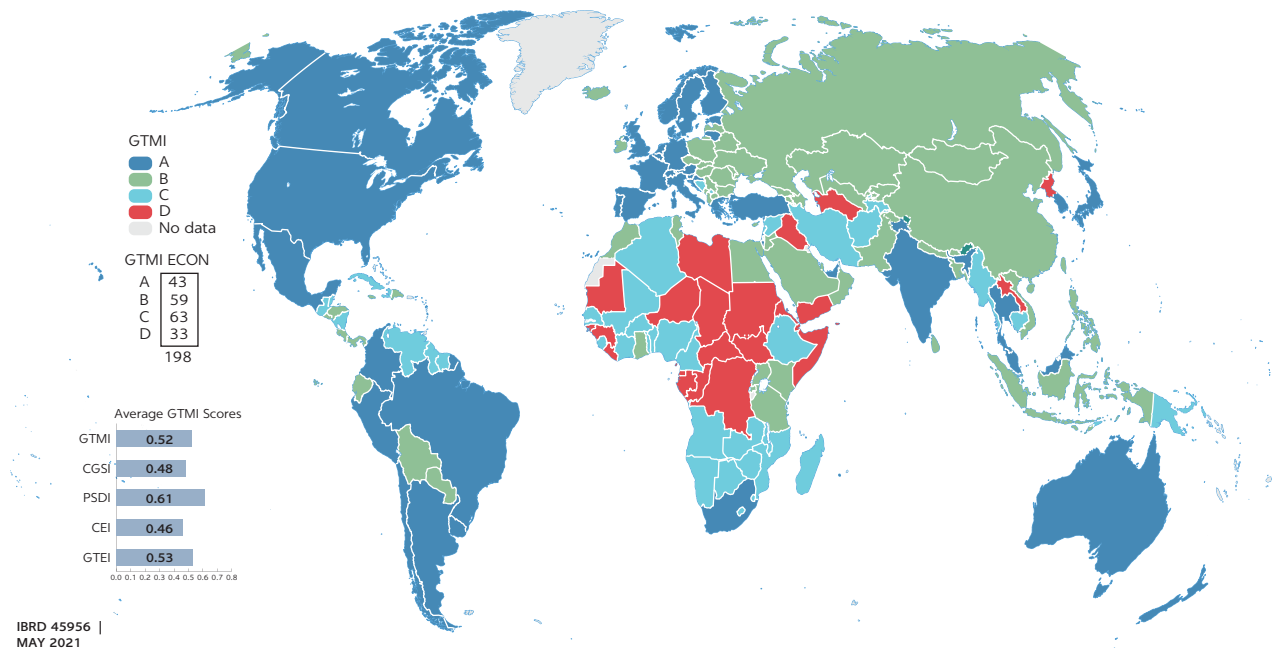 GTMI
A
B
C
D
No data
GTMI ECON
A 43
B 59
C 63
D 33
198
Average GTMI Scores
GTMI 0.52
CGSI 0.48
PSDI 0.61
CEI 0.46
GTEI 0.53
0.0 0.1 0.2 0.3 0.4 0.5 0.6 0.7 0.8
IBRD 45956 |
MAY 2021